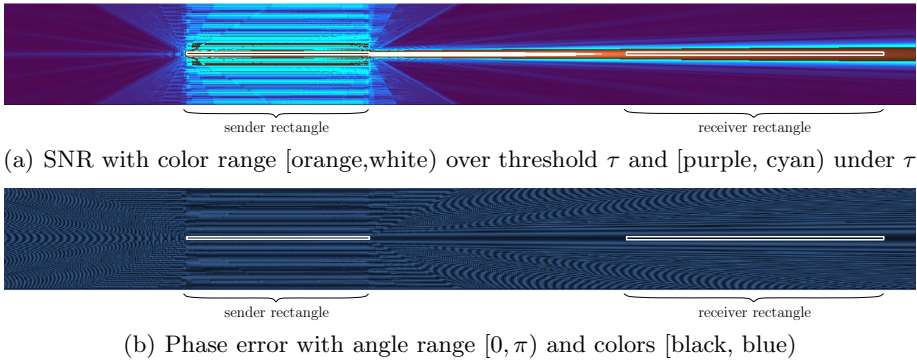 sender rectangle receiver rectangle
(a) SNR with color range [orange,white) over threshold τ and [purple, cyan) under τ
sender rectangle receiver rectangle
(b) Phase error with angle range [0, π) and colors [black, blue)